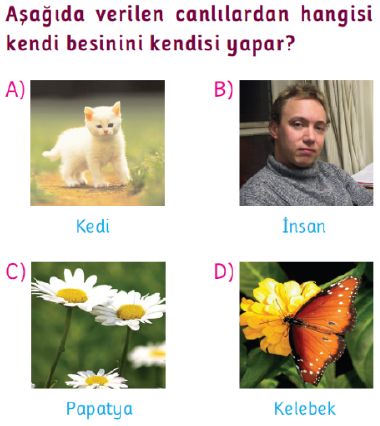 Aşağıda verilen canlılardan hangisi
kendi besinini kendisi yapar?
A)
B)
Kedi
İnsan
C)
D)
Papatya
Kelebek